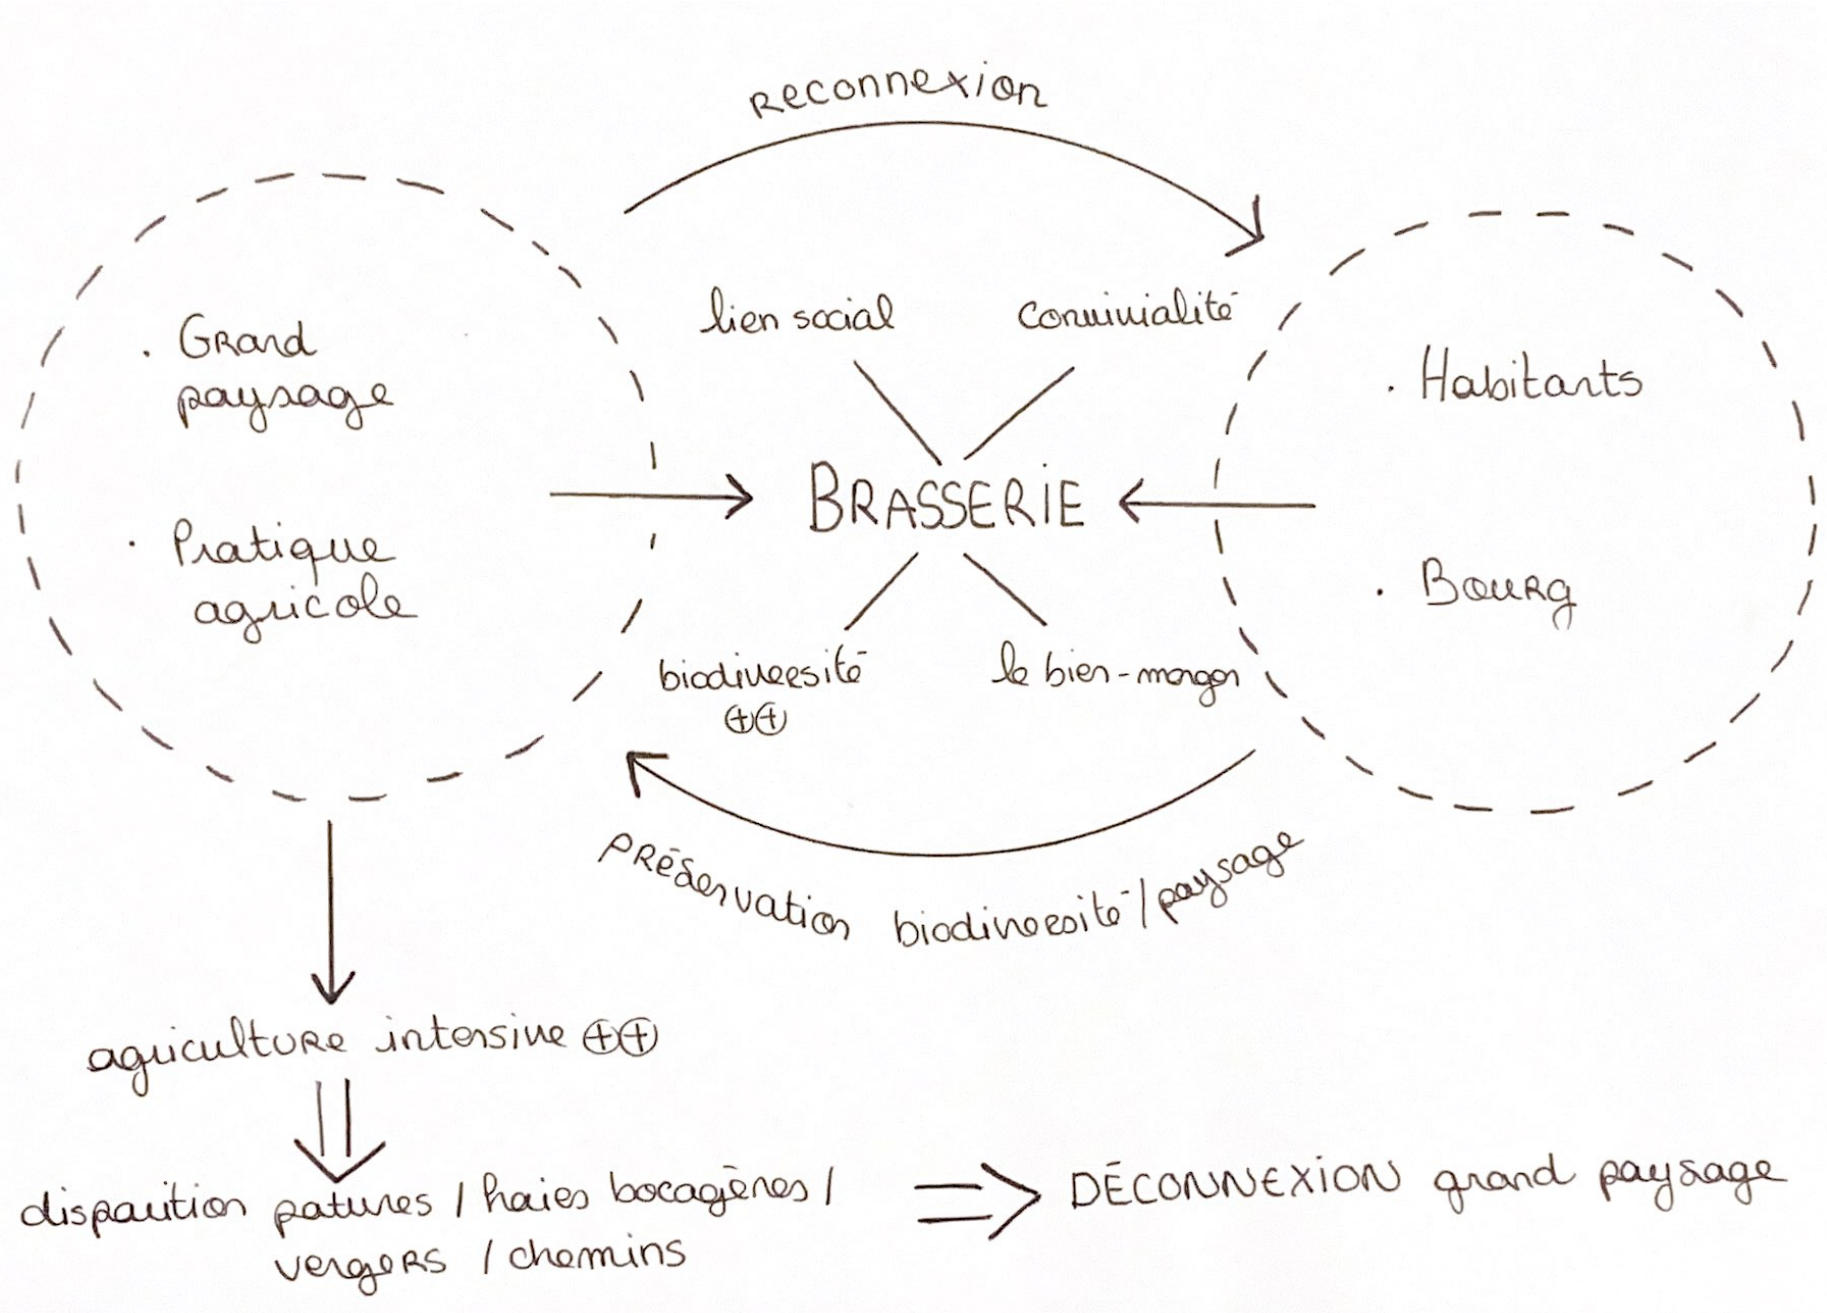 Reconnexion
lien social
convivialité
. Grand
paysage
. Habitants
BRASSERIE
. Pratique
agricole
. Bourg
biodiversité
⊕⊕
le bien-manger
PRÉservation biodiversité / paysage
agriculture intensive ⊕⊕
disparition patures / haies bocagères /
vergers / chemins
DÉCONNEXION grand paysage